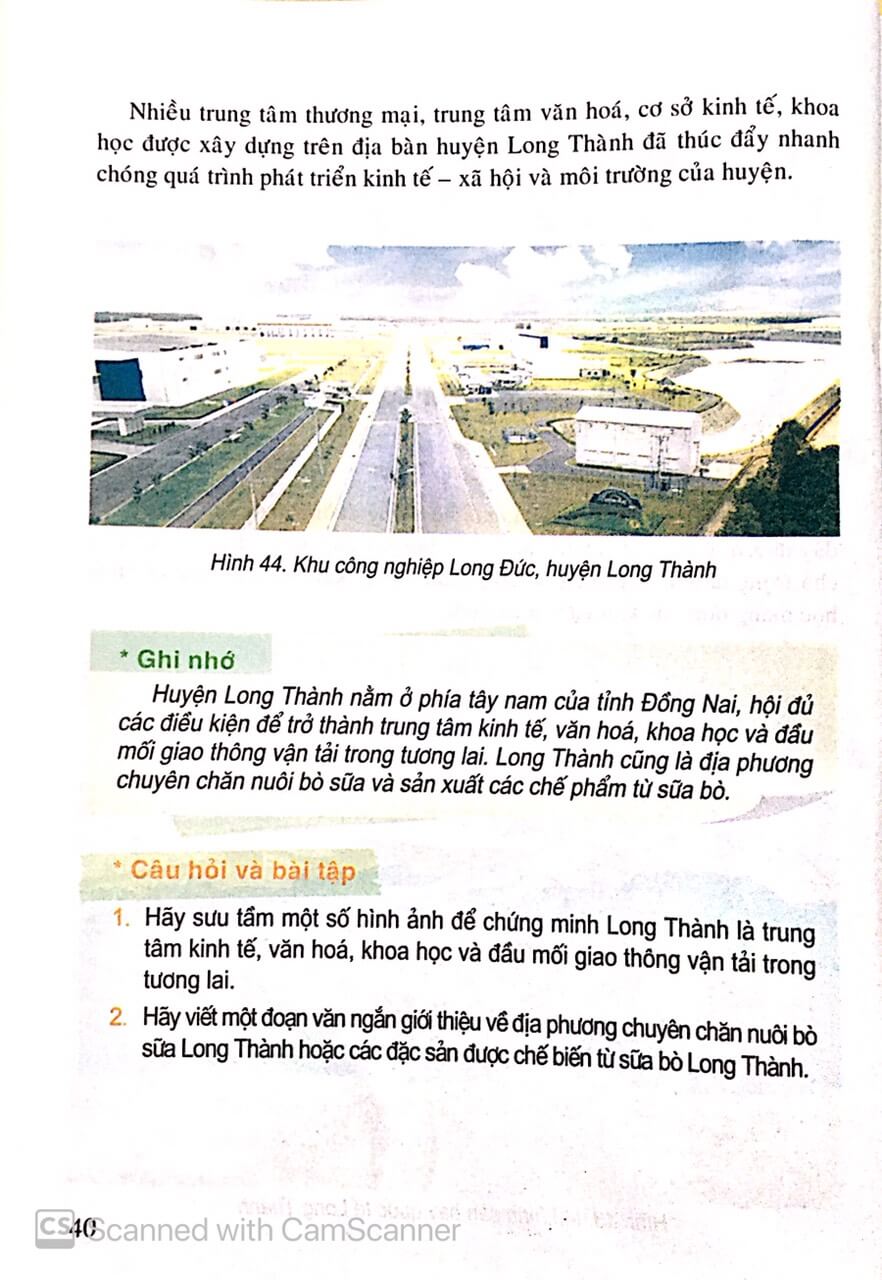 Nhiều trung tâm thương mại, trung tâm văn hoá, cơ sở kinh tế, khoa
học được xây dựng trên địa bàn huyện Long Thành đã thúc đẩy nhanh
chóng quá trình phát triển kinh tế – xã hội và môi trường của huyện.
Hình 44. Khu công nghiệp Long Đức, huyện Long Thành
* Ghi nhớ
Huyện Long Thành nằm ở phía tây nam của tỉnh Đồng Nai, hội đủ
các điều kiện để trở thành trung tâm kinh tế, văn hoá, khoa học và đầu
mối giao thông vận tải trong tương lai. Long Thành cũng là địa phương
chuyên chăn nuôi bò sữa và sản xuất các chế phẩm từ sữa bò.
* Câu hỏi và bài tập
1. Hãy sưu tầm một số hình ảnh để chứng minh Long Thành là trung
tâm kinh tế, văn hoá, khoa học và đầu mối giao thông vận tải trong
tương lai.
2. Hãy viết một đoạn văn ngắn giới thiệu về địa phương chuyên chăn nuôi bò
sữa Long Thành hoặc các đặc sản được chế biến từ sữa bò Long Thành.
40
CS Scanned with CamScanner